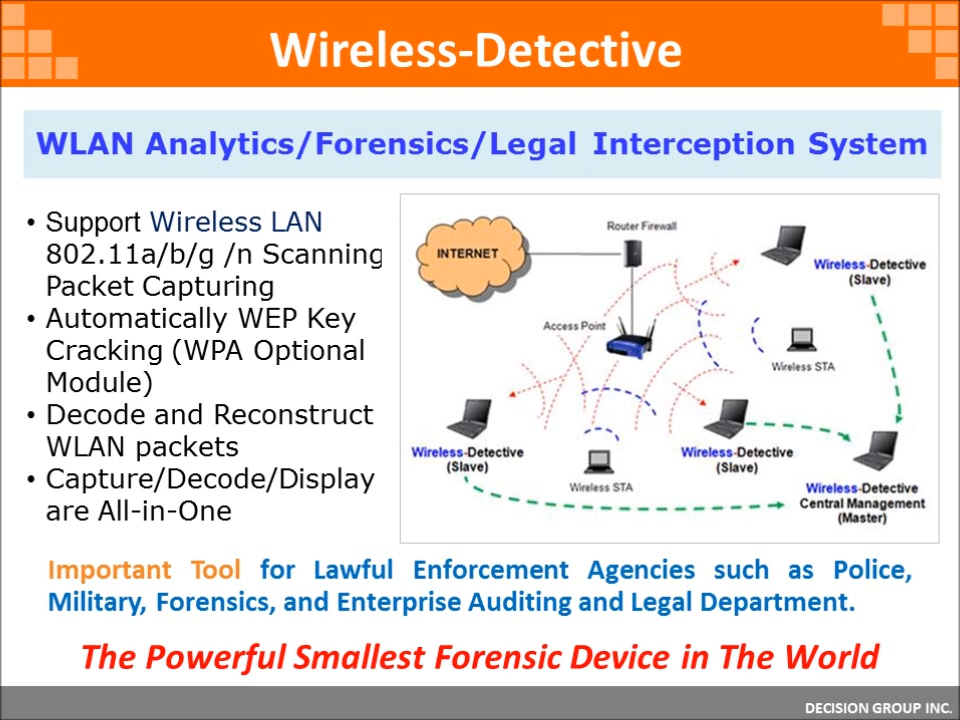 Wireless-Detective
WLAN Analytics/Forensics/Legal Interception System
• Support Wireless LAN
802.11a/b/g /n Scanning
Packet Capturing
• Automatically WEP Key
Cracking (WPA Optional
Module)
• Decode and Reconstruct
WLAN packets
• Capture/Decode/Display
are All-in-One
INTERNET
Router Firewall
Wireless-Detective
(Slave)
Access Point
Wireless STA
Wireless-Detective
(Slave)
Wireless-Detective
(Slave)
Wireless STA
Wireless-Detective
Central Management
(Master)
Important Tool for Lawful Enforcement Agencies such as Police,
Military, Forensics, and Enterprise Auditing and Legal Department.
The Powerful Smallest Forensic Device in The World
DECISION GROUP INC.